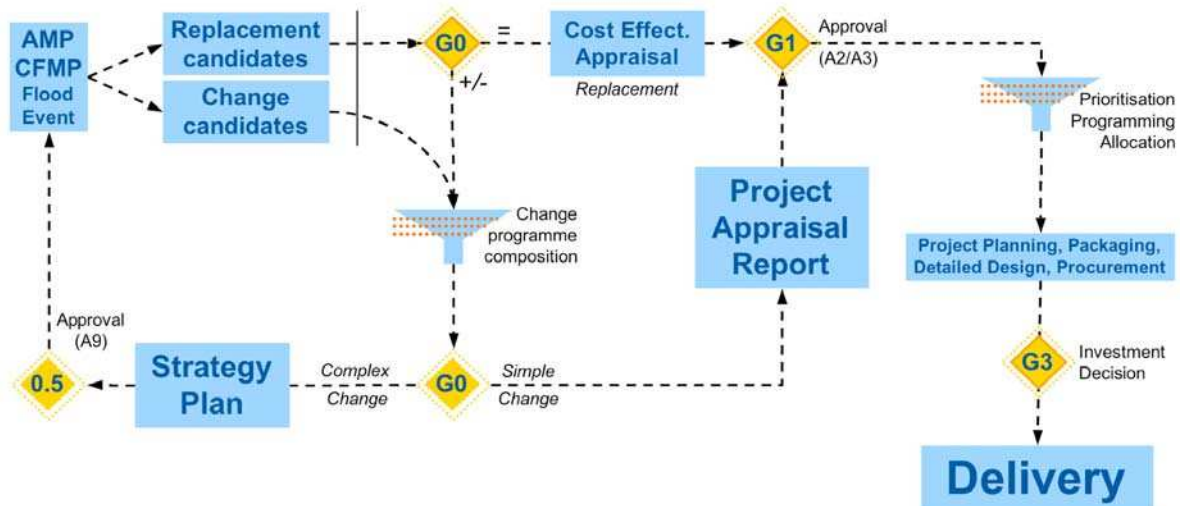 AMP
CFMP
Flood
Event
Replacement
candidates
Change
candidates
G0
=
+/-
Cost Effect.
Appraisal
Replacement
G1
Approval
(A2/A3)
Prioritisation
Programming
Allocation
Change
programme
composition
Project
Appraisal
Report
Project Planning, Packaging,
Detailed Design, Procurement
Approval
(A9)
0.5
Strategy
Plan
Complex
Change
G0
Simple
Change
G3
Investment
Decision
Delivery